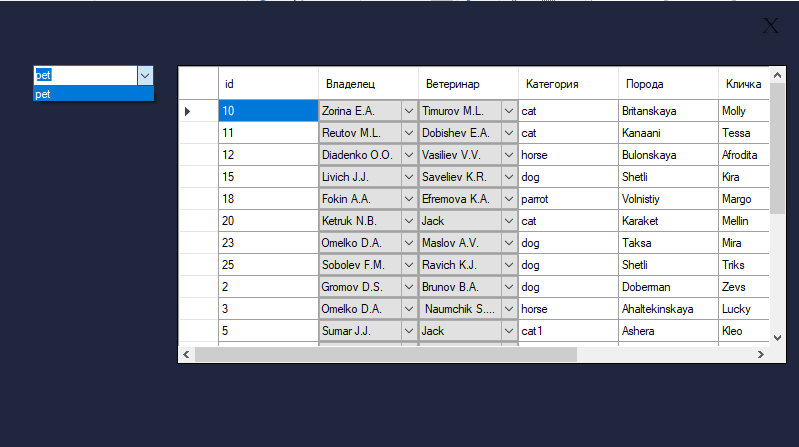 X
pet
pet
id Владелец Ветеринар Категория Порода Кличка
10 Zorina E.A. Timurov M.L. cat Britanskaya Molly
11 Reutov M.L. Dobishev E.A. cat Kanaani Tessa
12 Diadenko O.O. Vasiliev V.V. horse Bulonskaya Afrodita
15 Livich J.J. Saveliev K.R. dog Shetli Kira
18 Fokin A.A. Efremova K.A. parrot Volnistiy Margo
20 Ketruk N.B. Jack cat Karaket Mellin
23 Omelko D.A. Maslov A.V. dog Taksa Mira
25 Sobolev F.M. Ravich K.J. dog Shetli Triks
2 Gromov D.S. Brunov B.A. dog Doberman Zevs
3 Omelko D.A. Naumchik S.... horse Ahaltekinskaya Lucky
5 Sumar J.J. Jack cat1 Ashera Kleo